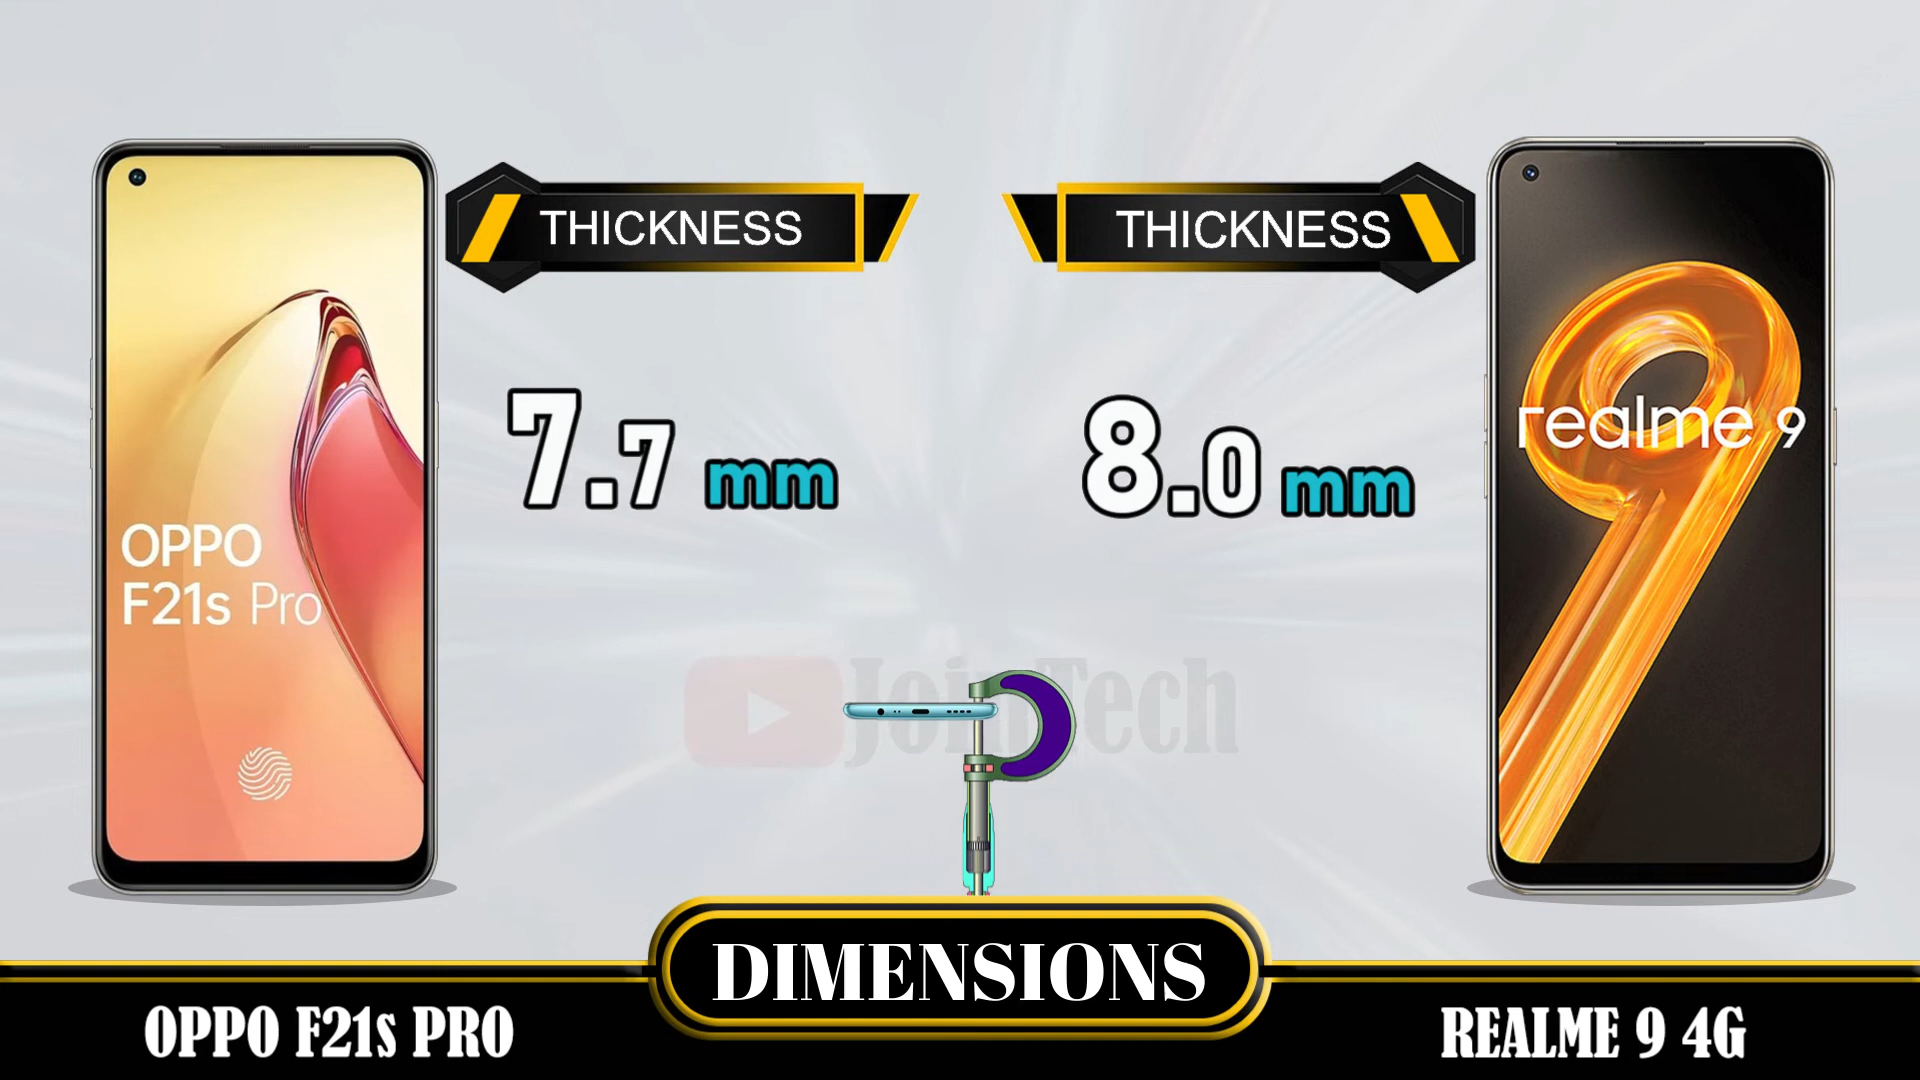 THICKNESS
THICKNESS
7.7 mm
8.0 mm
realme 9
OPPO
F21s Pro
JoinTech
DIMENSIONS
OPPO F21s PRO
REALME 9 4G